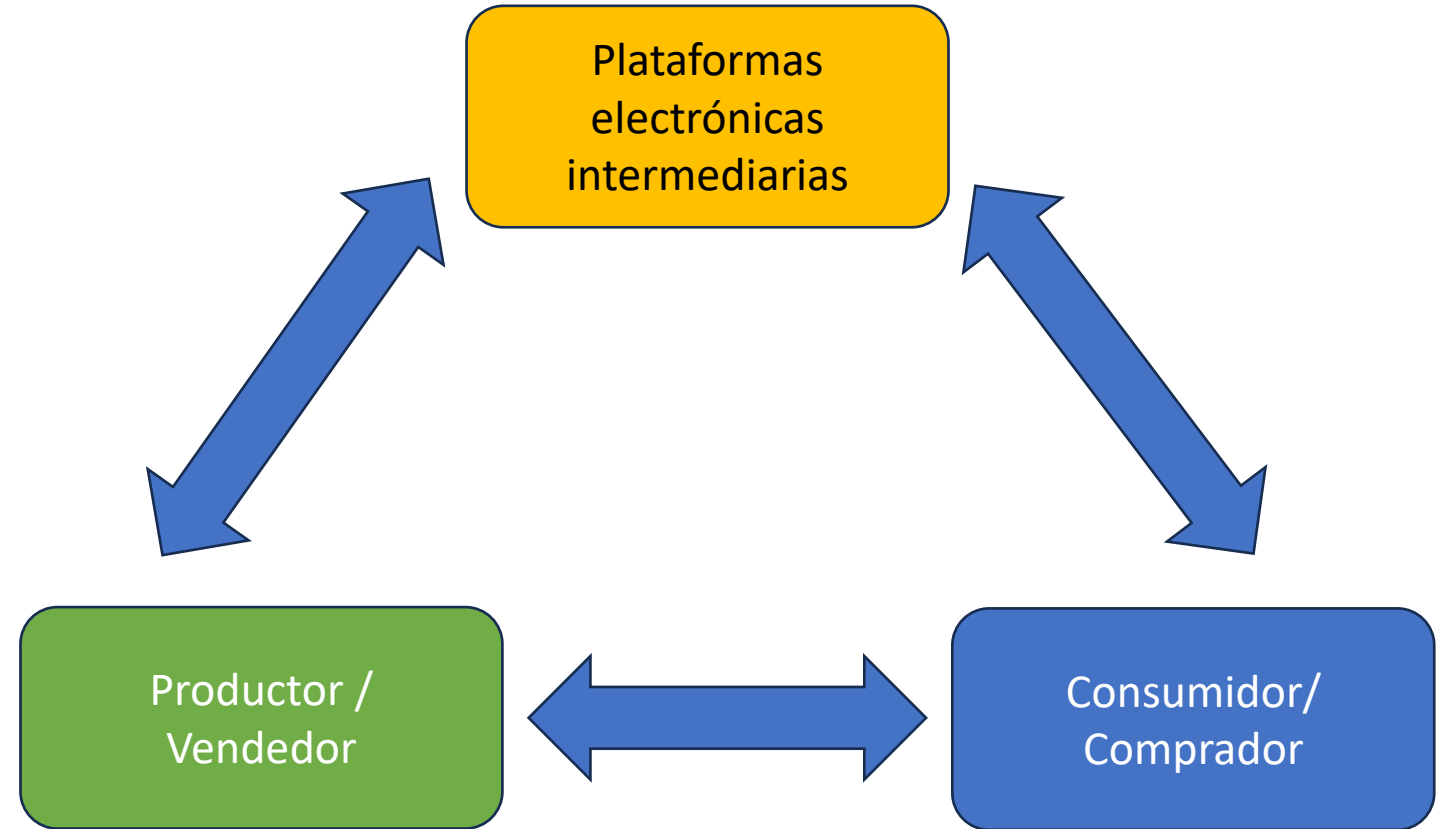 Plataformas
electrónicas
intermediarias
Productor /
Vendedor
Consumidor/
Comprador